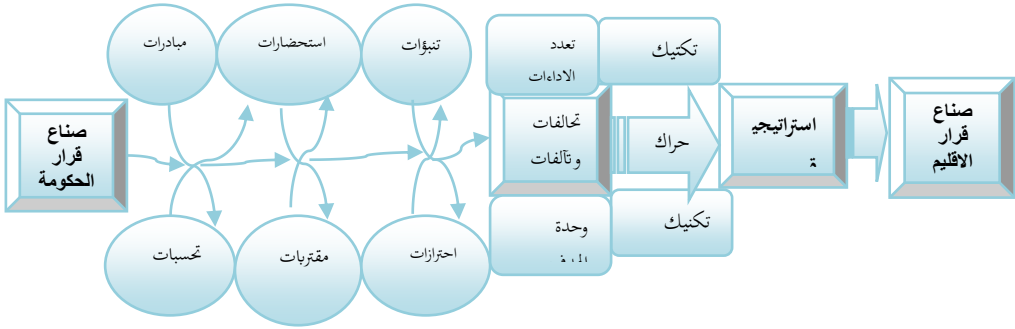 مبادرات
استحضارات
تنبؤات
تعدد
الاداءات
تكتيك
صناع
قرار
الحكومة
تحالفات
وتآلفات
حراك
استراتيجي
ة
صناع
قرار
الاقليم
تحسبات
مقتربات
احترازات
وحدة
تكنيك